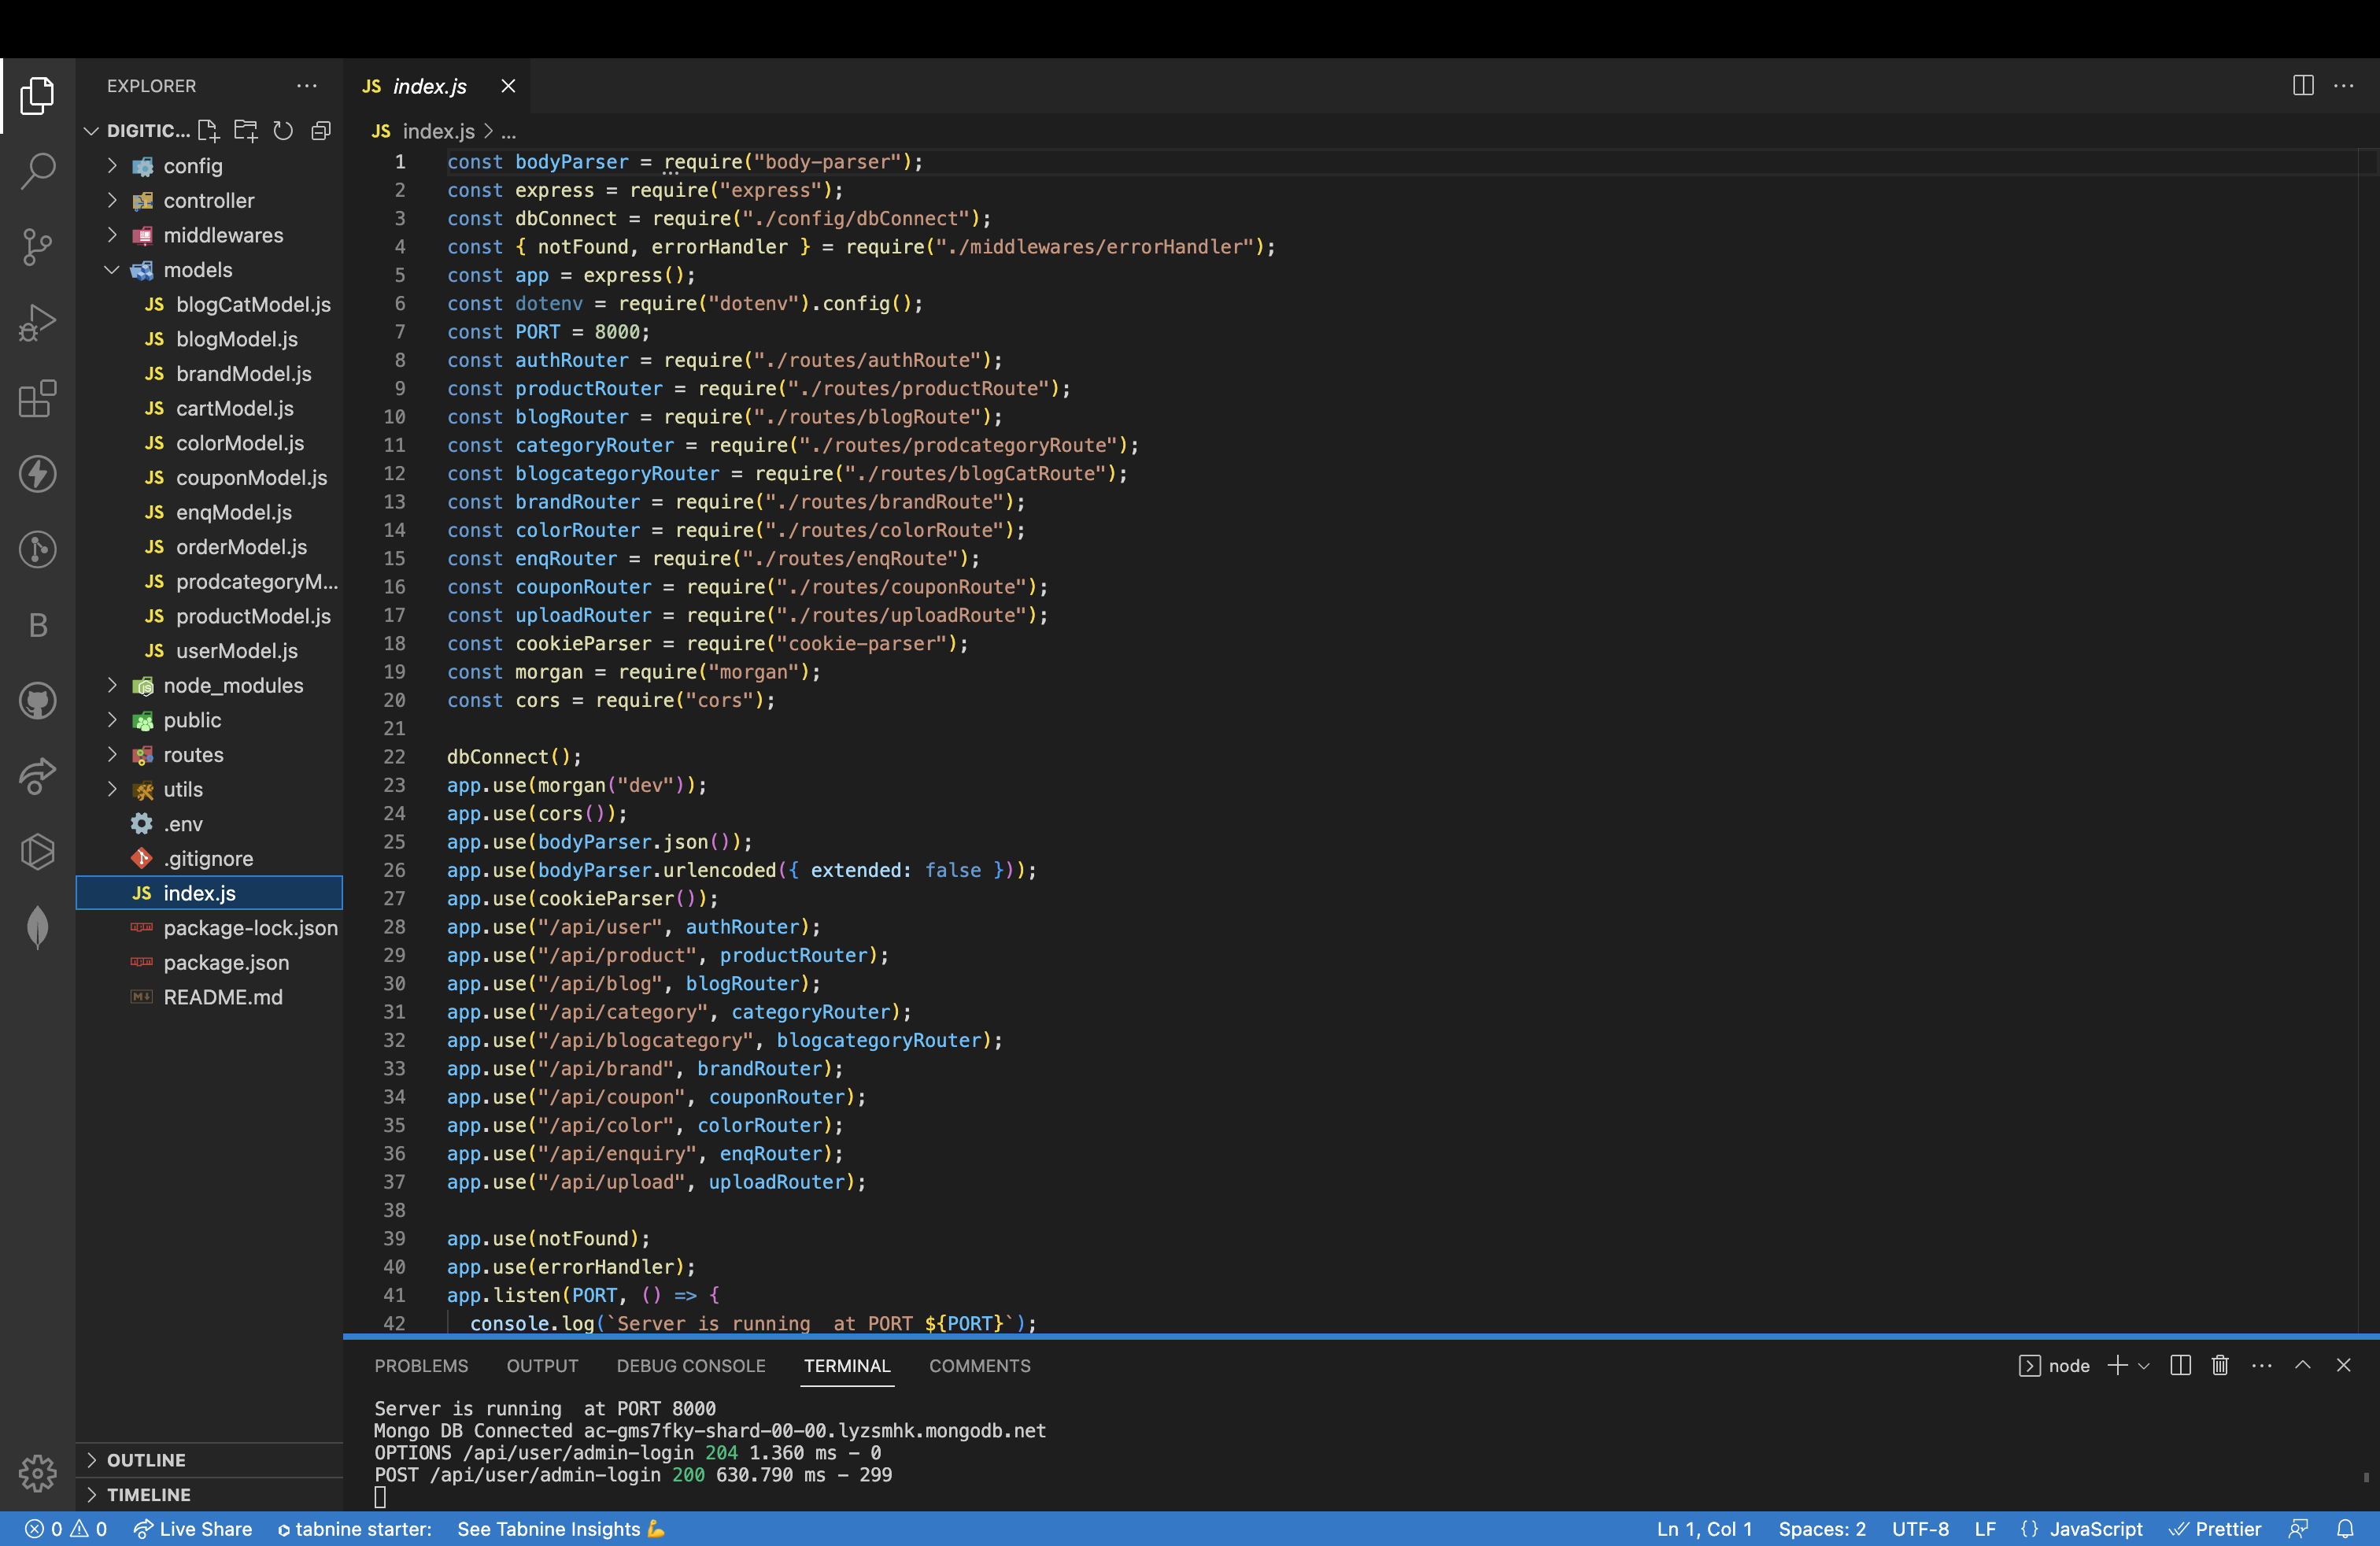 EXPLORER
DIGITIC...
config
controller
middlewares
models
JS blogCatModel.js
JS blogModel.js
JS brandModel.js
JS cartModel.js
JS colorModel.js
JS couponModel.js
JS enqModel.js
JS orderModel.js
JS prodcategoryM...
JS productModel.js
JS userModel.js
node_modules
public
routes
utils
.env
.gitignore
JS index.js
package-lock.json
package.json
README.md
OUTLINE
TIMELINE
B
JS index.js
JS index.js > ...
1 const bodyParser = require("body-parser");
2 const express = require("express");
3 const dbConnect = require("./config/dbConnect");
4 const { notFound, errorHandler } = require("./middlewares/errorHandler");
5 const app = express();
6 const dotenv = require("dotenv").config();
7 const PORT = 8000;
8 const authRouter = require("./routes/authRoute");
9 const productRouter = require("./routes/productRoute");
10 const blogRouter = require("./routes/blogRoute");
11 const categoryRouter = require("./routes/prodcategoryRoute");
12 const blogcategoryRouter = require("./routes/blogCatRoute");
13 const brandRouter = require("./routes/brandRoute");
14 const colorRouter = require("./routes/colorRoute");
15 const enqRouter = require("./routes/enqRoute");
16 const couponRouter = require("./routes/couponRoute");
17 const uploadRouter = require("./routes/uploadRoute");
18 const cookieParser = require("cookie-parser");
19 const morgan = require("morgan");
20 const cors = require("cors");
21
22 dbConnect();
23 app.use(morgan("dev"));
24 app.use(cors());
25 app.use(bodyParser.json());
26 app.use(bodyParser.urlencoded({ extended: false }));
27 app.use(cookieParser());
28 app.use("/api/user", authRouter);
29 app.use("/api/product", productRouter);
30 app.use("/api/blog", blogRouter);
31 app.use("/api/category", categoryRouter);
32 app.use("/api/blogcategory", blogcategoryRouter);
33 app.use("/api/brand", brandRouter);
34 app.use("/api/coupon", couponRouter);
35 app.use("/api/color", colorRouter);
36 app.use("/api/enquiry", enqRouter);
37 app.use("/api/upload", uploadRouter);
38
39 app.use(notFound);
40 app.use(errorHandler);
41 app.listen(PORT, () => {
42 console.log(`Server is running  at PORT ${PORT}`);
PROBLEMS OUTPUT DEBUG CONSOLE TERMINAL COMMENTS
node
Server is running  at PORT 8000
Mongo DB Connected ac-gms7fky-shard-00-00.lyzsmhk.mongodb.net
OPTIONS /api/user/admin-login 204 1.360 ms - 0
POST /api/user/admin-login 200 630.790 ms - 299
0 0 Live Share tabnine starter: See Tabnine Insights 💪 Ln 1, Col 1 Spaces: 2 UTF-8 LF {} JavaScript Prettier